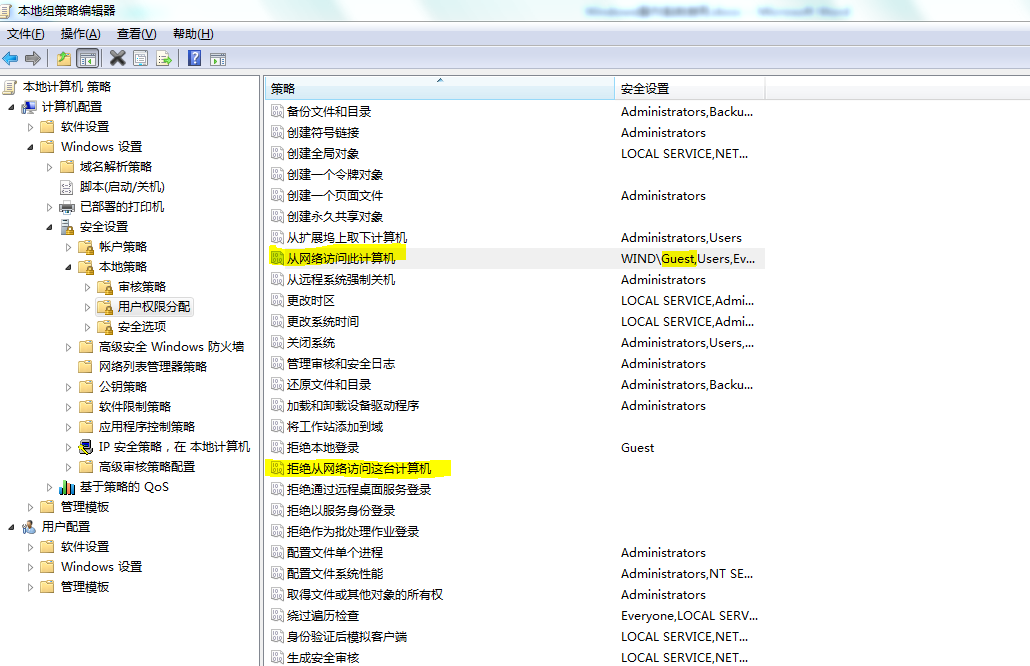 本地组策略编辑器
文件(F) 操作(A) 查看(V) 帮助(H)
本地计算机 策略
计算机配置
软件设置
Windows 设置
域名解析策略
脚本(启动/关机)
已部署的打印机
安全设置
帐户策略
本地策略
审核策略
用户权限分配
安全选项
高级安全 Windows 防火墙
网络列表管理器策略
公钥策略
软件限制策略
应用程序控制策略
IP 安全策略，在 本地计算机
高级审核策略配置
基于策略的 QoS
管理模板
用户配置
软件设置
Windows 设置
管理模板
策略 安全设置
备份文件和目录 Administrators,Backu...
创建符号链接 Administrators
创建全局对象 LOCAL SERVICE,NET...
创建一个令牌对象
创建一个页面文件 Administrators
创建永久共享对象
从扩展坞上取下计算机 Administrators,Users
从网络访问此计算机 WIND\Guest,Users,Ev...
从远程系统强制关机 Administrators
更改时区 LOCAL SERVICE,Admi...
更改系统时间 LOCAL SERVICE,Admi...
关闭系统 Administrators,Users,...
管理审核和安全日志 Administrators
还原文件和目录 Administrators,Backu...
加载和卸载设备驱动程序 Administrators
将工作站添加到域
拒绝本地登录 Guest
拒绝从网络访问这台计算机
拒绝通过远程桌面服务登录
拒绝以服务身份登录
拒绝作为批处理作业登录
配置文件单个进程 Administrators
配置文件系统性能 Administrators,NT SE...
取得文件或其他对象的所有权 Administrators
绕过遍历检查 Everyone,LOCAL SERV...
身份验证后模拟客户端 LOCAL SERVICE,NET...
生成安全审核 LOCAL SERVICE,NET...